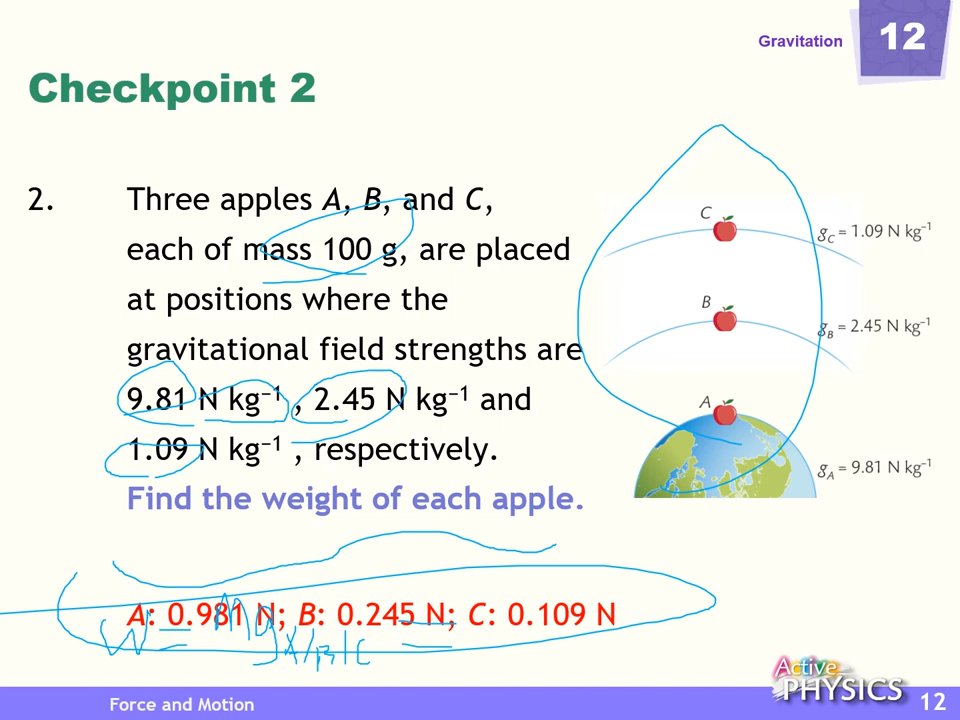 Gravitation
12
Checkpoint 2
2. Three apples A, B, and C,
each of mass 100 g, are placed
at positions where the
gravitational field strengths are
9.81 N kg⁻¹ , 2.45 N kg⁻¹ and
1.09 N kg⁻¹ , respectively.
Find the weight of each apple.
C
g_C = 1.09 N kg⁻¹
B
g_B = 2.45 N kg⁻¹
A
g_A = 9.81 N kg⁻¹
A: 0.981 N; B: 0.245 N; C: 0.109 N
W = mg
Active
PHYSICS
Force and Motion
12